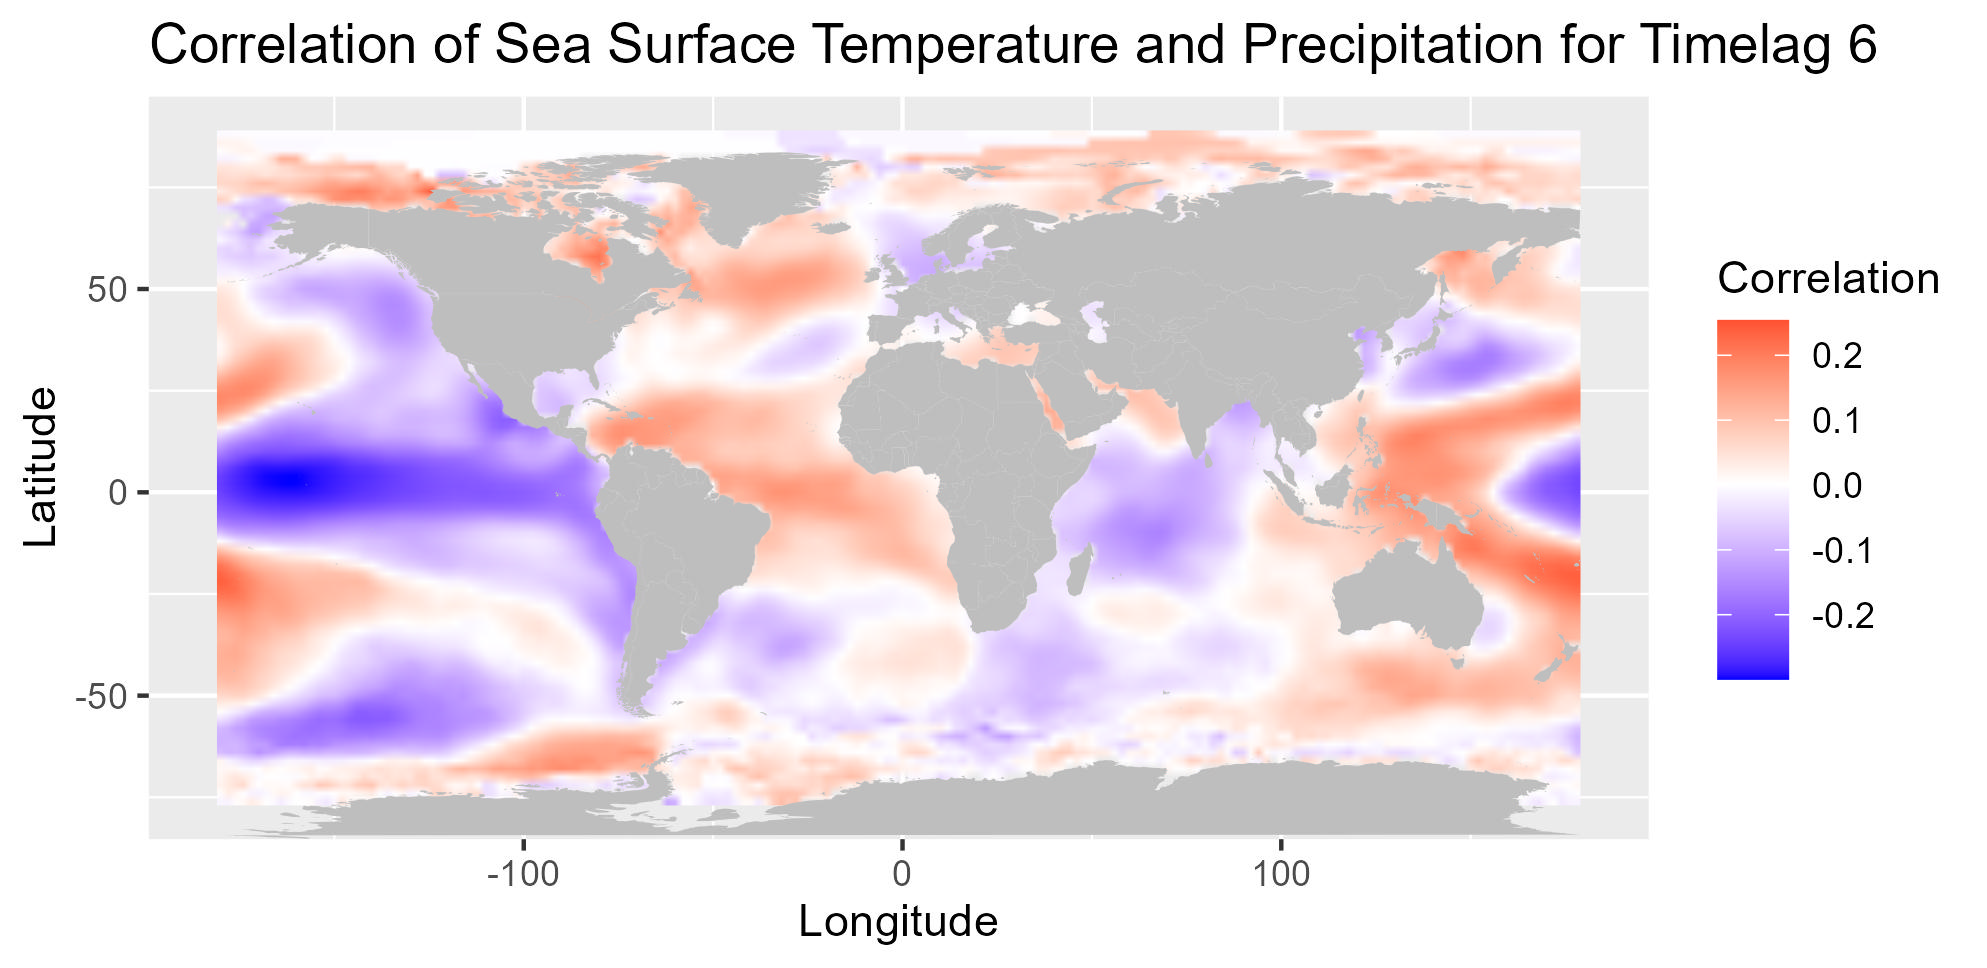 Correlation of Sea Surface Temperature and Precipitation for Timelag 6
Latitude
50
0
-50
-100
0
100
Longitude
Correlation
0.2
0.1
0.0
-0.1
-0.2